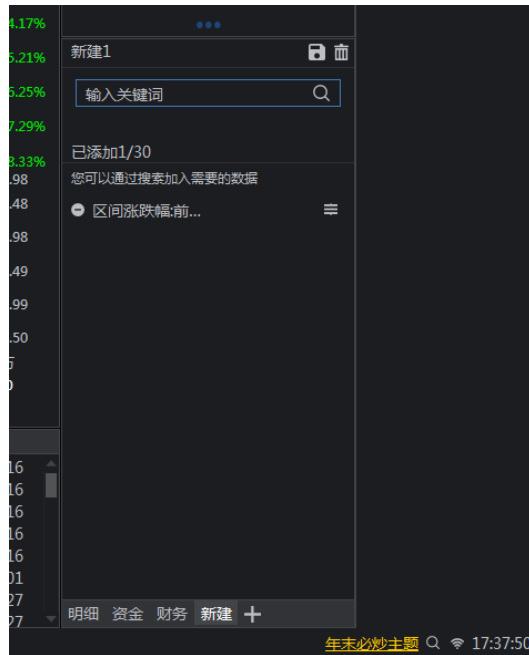 4.17%
5.21%
6.25%
7.29%
8.33%
.98
.48
.98
.49
.99
.50
新建1
输入关键词
已添加1/30
您可以通过搜索加入需要的数据
区间涨跌幅:前...
16
16
16
16
16
01
27
27
明细 资金 财务 新建
年末必炒主题 17:37:50